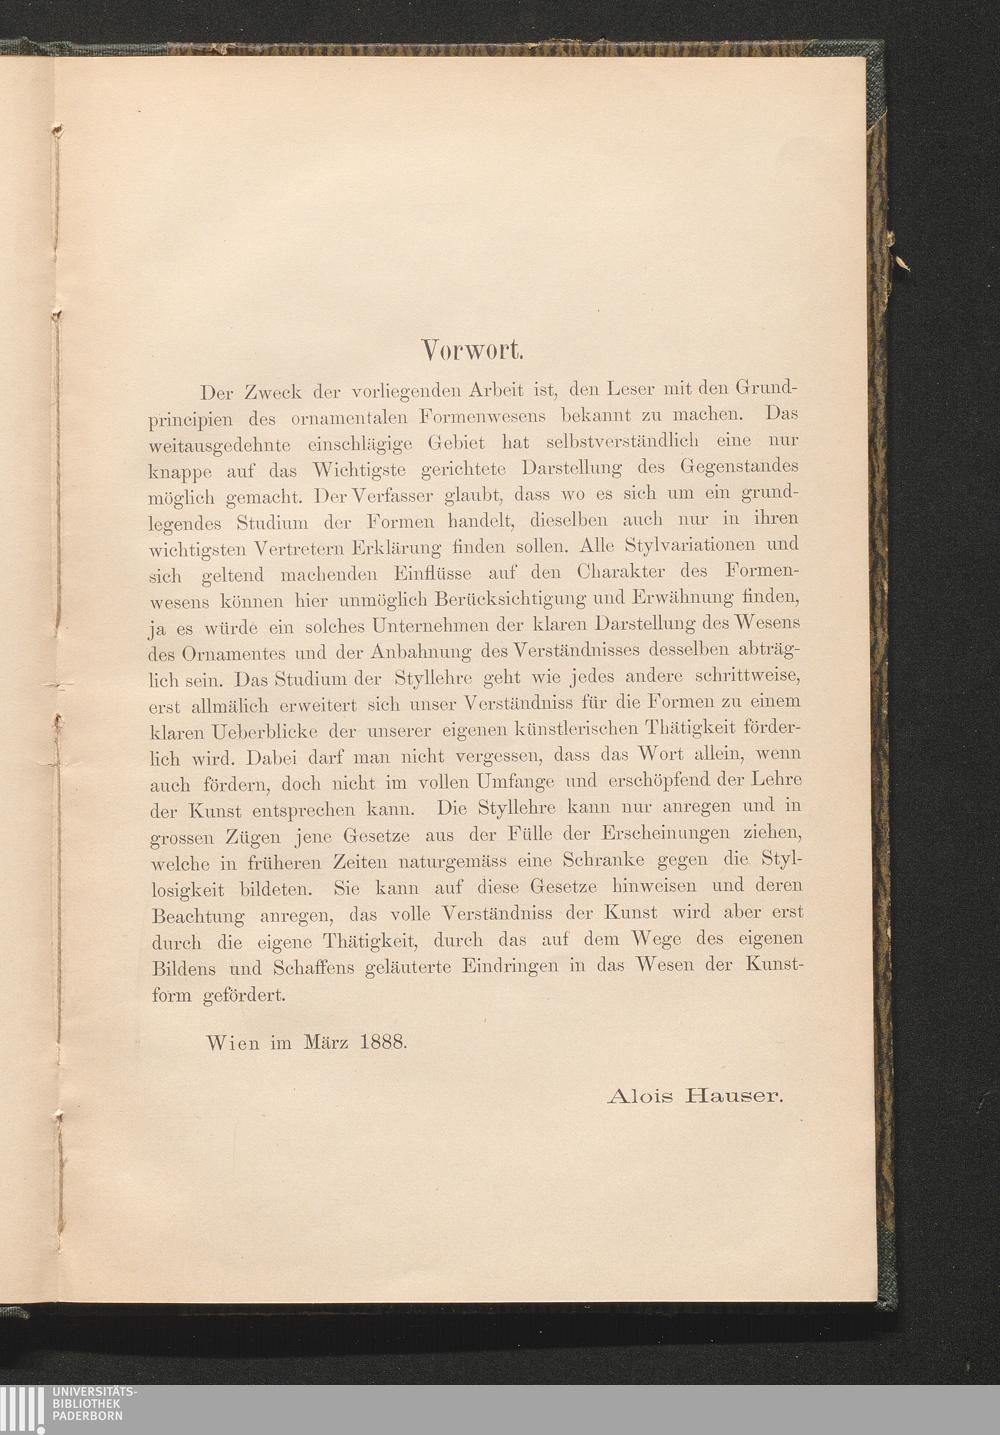 Vorwort.
Der Zweck der vorliegenden Arbeit ist, den Leser mit den Grund-
principien des ornamentalen Formenwesens bekannt zu machen. Das
weitausgedehnte einschlägige Gebiet hat selbstverständlich eine nur
knappe auf das Wichtigste gerichtete Darstellung des Gegenstandes
möglich gemacht. Der Verfasser glaubt, dass wo es sich um ein grund-
legendes Studium der Formen handelt, dieselben auch nur in ihren
wichtigsten Vertretern Erklärung finden sollen. Alle Stylvariationen und
sich geltend machenden Einflüsse auf den Charakter des Formen-
wesens können hier unmöglich Berücksichtigung und Erwähnung finden,
ja es würde ein solches Unternehmen der klaren Darstellung des Wesens
des Ornamentes und der Anbahnung des Verständnisses desselben abträg-
lich sein. Das Studium der Styllehre geht wie jedes andere schrittweise,
erst allmälich erweitert sich unser Verständniss für die Formen zu einem
klaren Ueberblicke der unserer eigenen künstlerischen Thätigkeit förder-
lich wird. Dabei darf man nicht vergessen, dass das Wort allein, wenn
auch fördern, doch nicht im vollen Umfange und erschöpfend der Lehre
der Kunst entsprechen kann. Die Styllehre kann nur anregen und in
grossen Zügen jene Gesetze aus der Fülle der Erscheinungen ziehen,
welche in früheren Zeiten naturgemäss eine Schranke gegen die Styl-
losigkeit bildeten. Sie kann auf diese Gesetze hinweisen und deren
Beachtung anregen, das volle Verständniss der Kunst wird aber erst
durch die eigene Thätigkeit, durch das auf dem Wege des eigenen
Bildens und Schaffens geläuterte Eindringen in das Wesen der Kunst-
form gefördert.
Wien im März 1888.
Alois Hauser.
UNIVERSITÄTS-
BIBLIOTHEK
PADERBORN